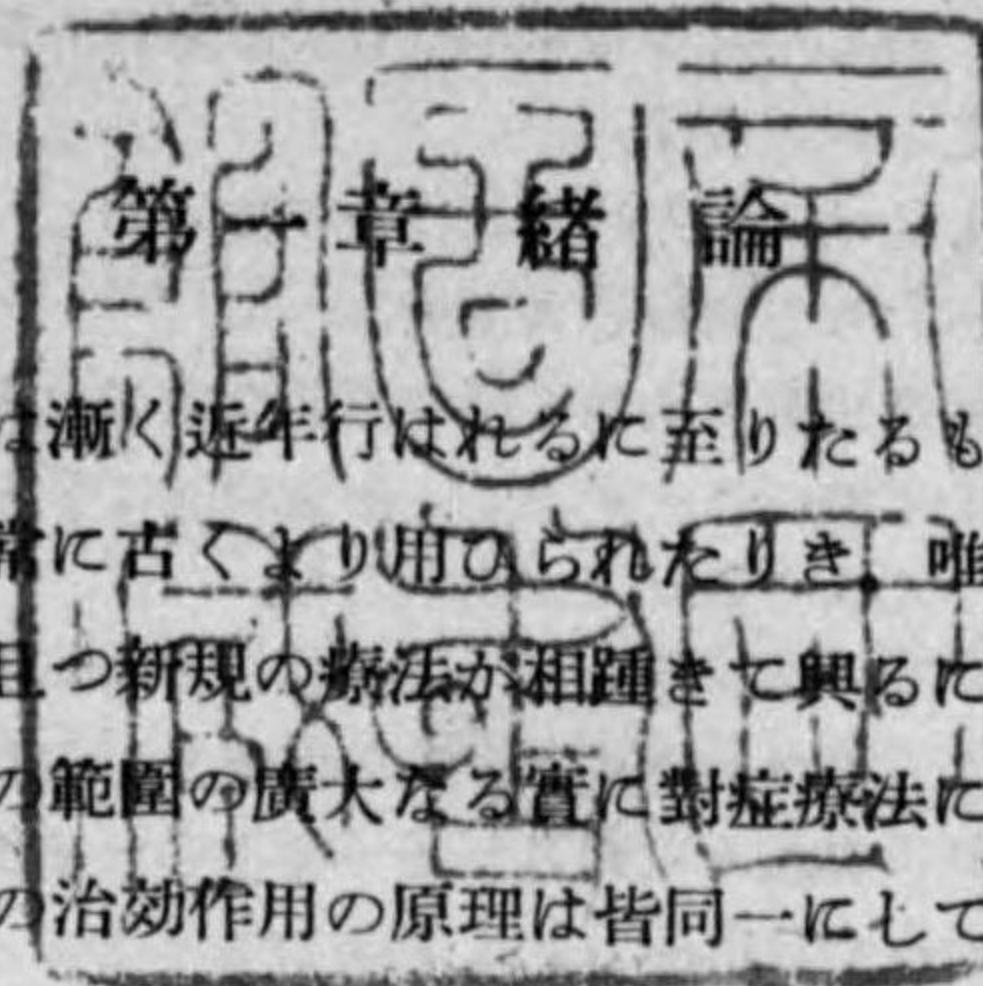 第一章 緒論
は漸く近年行はれるに至りたるも
常に古くより用ひられたりき 唯
且つ新規の療法が相踵きて興るに
の範圍の廣大なる實に對症療法に
の治効作用の原理は皆同一にして